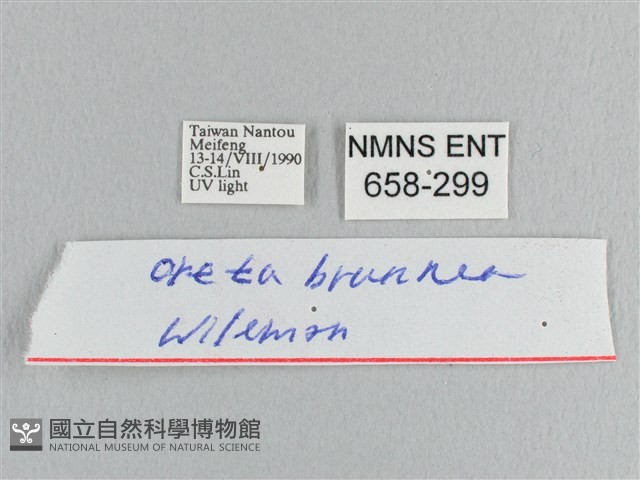 Taiwan Nantou
Meifeng
13-14/VIII/1990
C.S.Lin
UV light
NMNS ENT
658-299
Oreta brunnea
Wileman
國立自然科學博物館
NATIONAL MUSEUM OF NATURAL SCIENCE